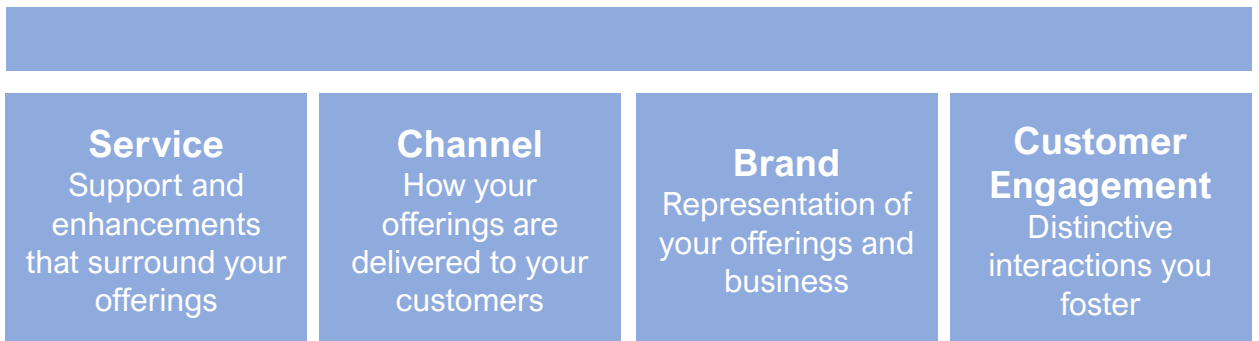 Service
Support and
enhancements
that surround your
offerings
Channel
How your
offerings are
delivered to your
customers
Brand
Representation of
your offerings and
business
Customer
Engagement
Distinctive
interactions you
foster